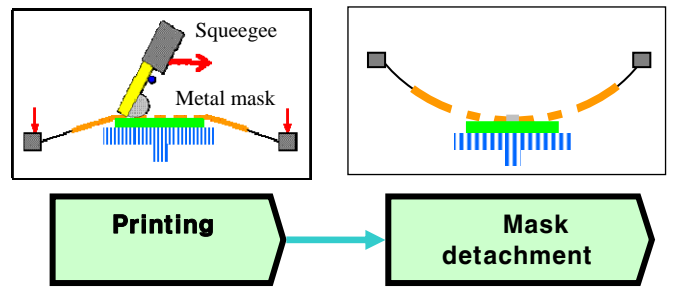 Squeegee
Metal mask
Printing
Mask
detachment